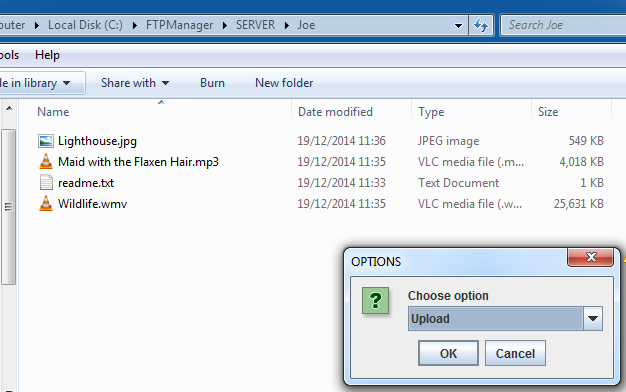 outer ▸ Local Disk (C:) ▸ FTPManager ▸ SERVER ▸ Joe
Search Joe
ols Help
e in library Share with Burn New folder
Name Date modified Type Size
Lighthouse.jpg 19/12/2014 11:36 JPEG image 549 KB
Maid with the Flaxen Hair.mp3 19/12/2014 11:35 VLC media file (.m... 4,018 KB
readme.txt 19/12/2014 11:33 Text Document 1 KB
Wildlife.wmv 19/12/2014 11:35 VLC media file (.w... 25,631 KB
OPTIONS
Choose option
Upload
OK Cancel